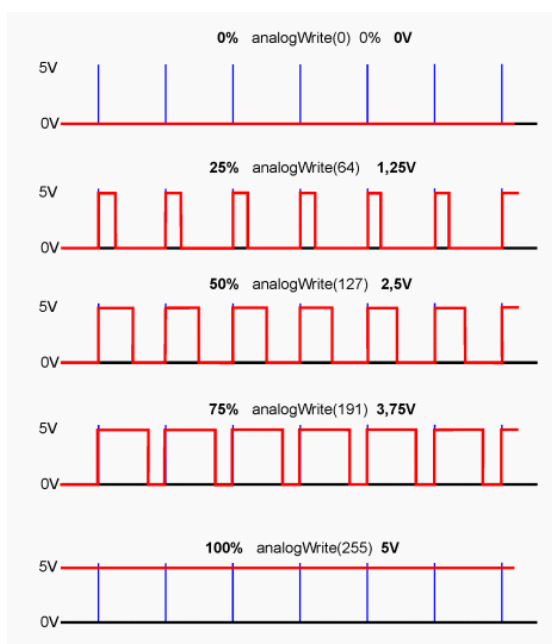 0% analogWrite(0) 0% 0V
5V
0V
25% analogWrite(64) 1,25V
5V
0V
50% analogWrite(127) 2,5V
5V
0V
75% analogWrite(191) 3,75V
5V
0V
100% analogWrite(255) 5V
5V
0V